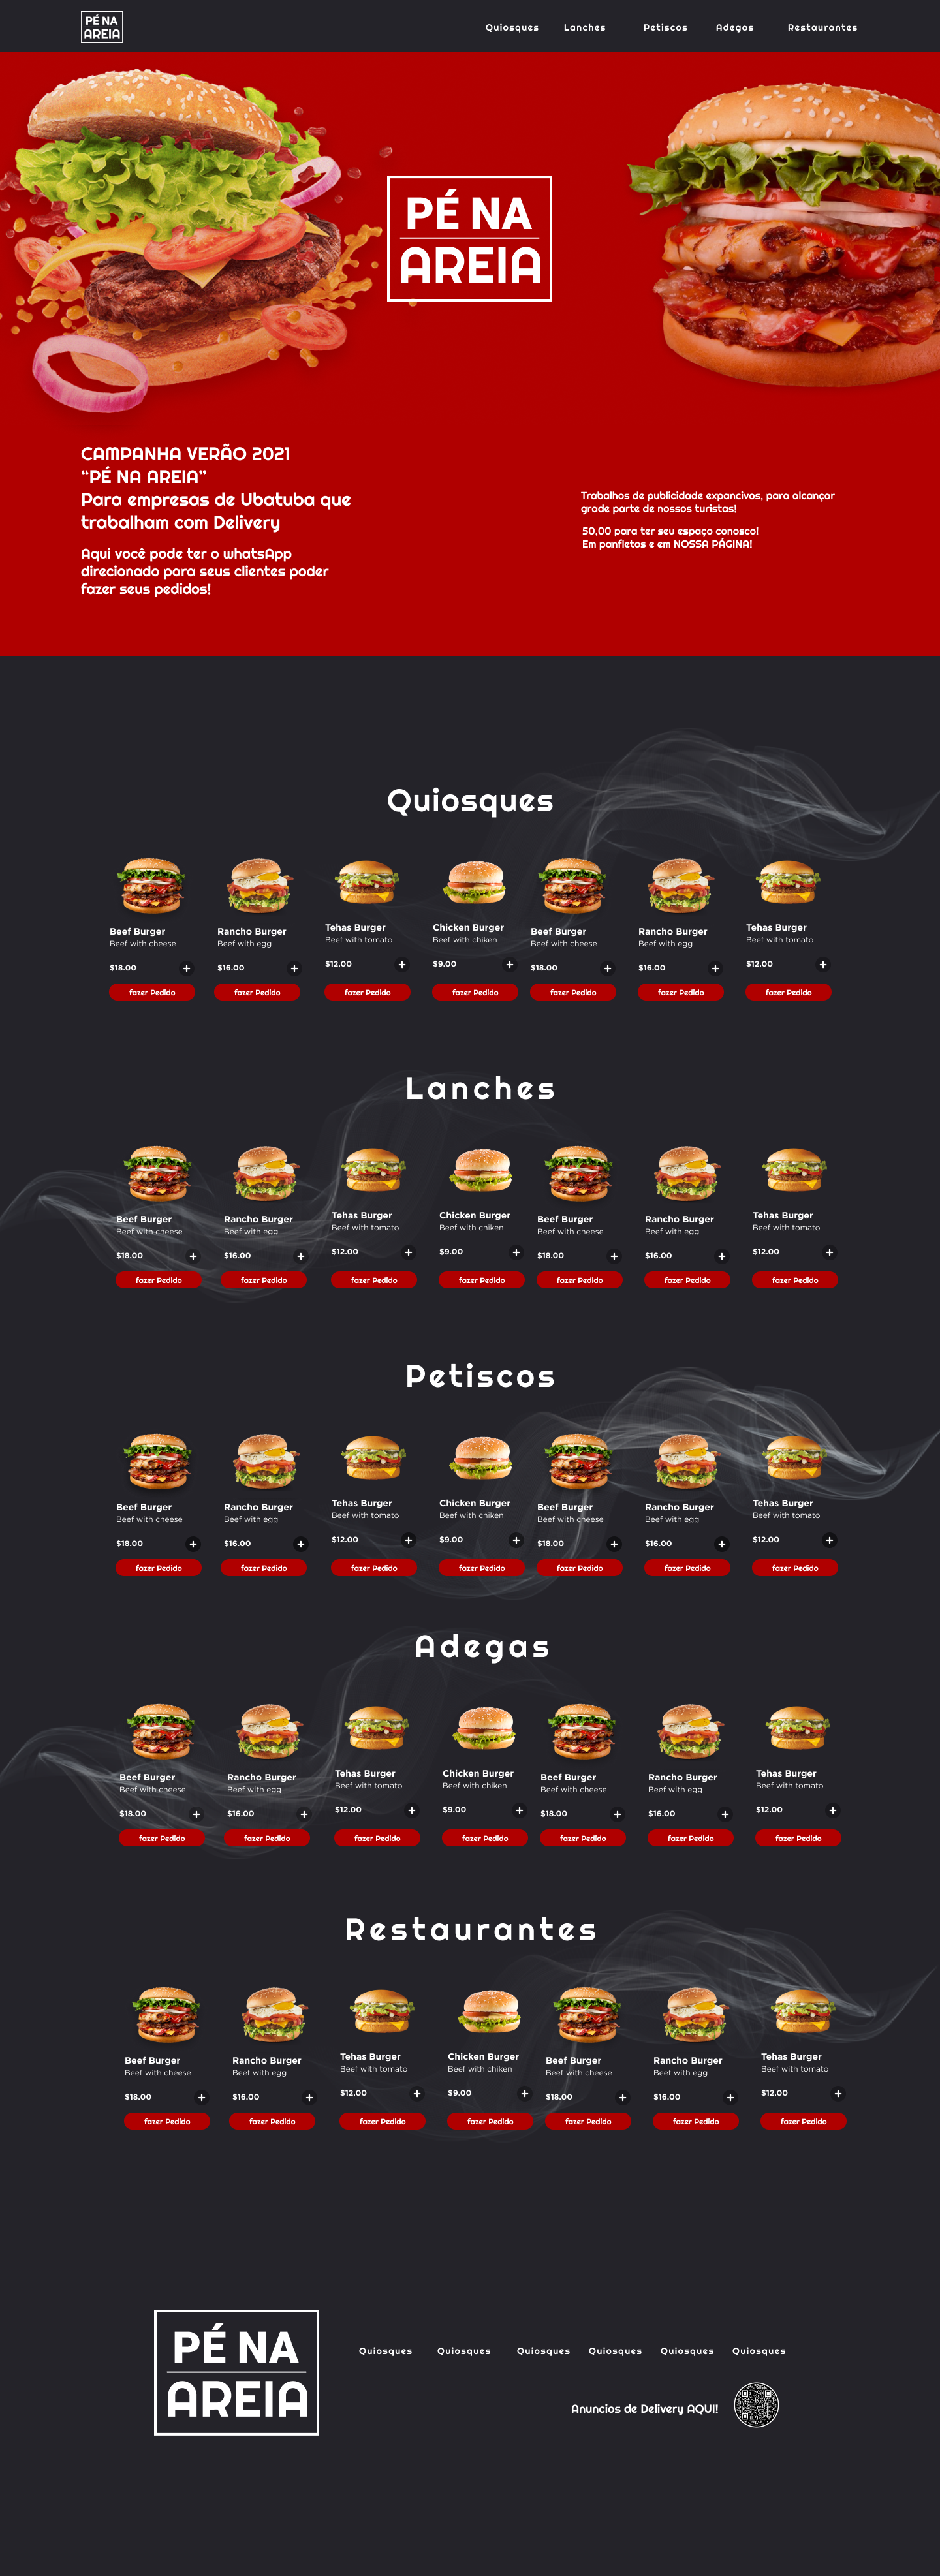 PÉ NA
AREIA
Quiosques Lanches Petiscos Adegas Restaurantes
PÉ NA
AREIA
CAMPANHA VERÃO 2021
“PÉ NA AREIA”
Para empresas de Ubatuba que
trabalham com Delivery
Aqui você pode ter o whatsApp
direcionado para seus clientes poder
fazer seus pedidos!
Trabalhos de publicidade expancivos, para alcançar
grade parte de nossos turistas!
50,00 para ter seu espaço conosco!
Em panfletos e em NOSSA PÁGINA!
Quiosques
Beef Burger Rancho Burger Tehas Burger Chicken Burger Beef Burger Rancho Burger Tehas Burger
Beef with cheese Beef with egg Beef with tomato Beef with chiken Beef with cheese Beef with egg Beef with tomato
$18.00 + $16.00 + $12.00 + $9.00 + $18.00 + $16.00 + $12.00 +
fazer Pedido fazer Pedido fazer Pedido fazer Pedido fazer Pedido fazer Pedido fazer Pedido
Lanches
Beef Burger Rancho Burger Tehas Burger Chicken Burger Beef Burger Rancho Burger Tehas Burger
Beef with cheese Beef with egg Beef with tomato Beef with chiken Beef with cheese Beef with egg Beef with tomato
$18.00 + $16.00 + $12.00 + $9.00 + $18.00 + $16.00 + $12.00 +
fazer Pedido fazer Pedido fazer Pedido fazer Pedido fazer Pedido fazer Pedido fazer Pedido
Petiscos
Beef Burger Rancho Burger Tehas Burger Chicken Burger Beef Burger Rancho Burger Tehas Burger
Beef with cheese Beef with egg Beef with tomato Beef with chiken Beef with cheese Beef with egg Beef with tomato
$18.00 + $16.00 + $12.00 + $9.00 + $18.00 + $16.00 + $12.00 +
fazer Pedido fazer Pedido fazer Pedido fazer Pedido fazer Pedido fazer Pedido fazer Pedido
Adegas
Beef Burger Rancho Burger Tehas Burger Chicken Burger Beef Burger Rancho Burger Tehas Burger
Beef with cheese Beef with egg Beef with tomato Beef with chiken Beef with cheese Beef with egg Beef with tomato
$18.00 + $16.00 + $12.00 + $9.00 + $18.00 + $16.00 + $12.00 +
fazer Pedido fazer Pedido fazer Pedido fazer Pedido fazer Pedido fazer Pedido fazer Pedido
Restaurantes
Beef Burger Rancho Burger Tehas Burger Chicken Burger Beef Burger Rancho Burger Tehas Burger
Beef with cheese Beef with egg Beef with tomato Beef with chiken Beef with cheese Beef with egg Beef with tomato
$18.00 + $16.00 + $12.00 + $9.00 + $18.00 + $16.00 + $12.00 +
fazer Pedido fazer Pedido fazer Pedido fazer Pedido fazer Pedido fazer Pedido fazer Pedido
PÉ NA
AREIA
Quiosques Quiosques Quiosques Quiosques Quiosques Quiosques
Anuncios de Delivery AQUI!